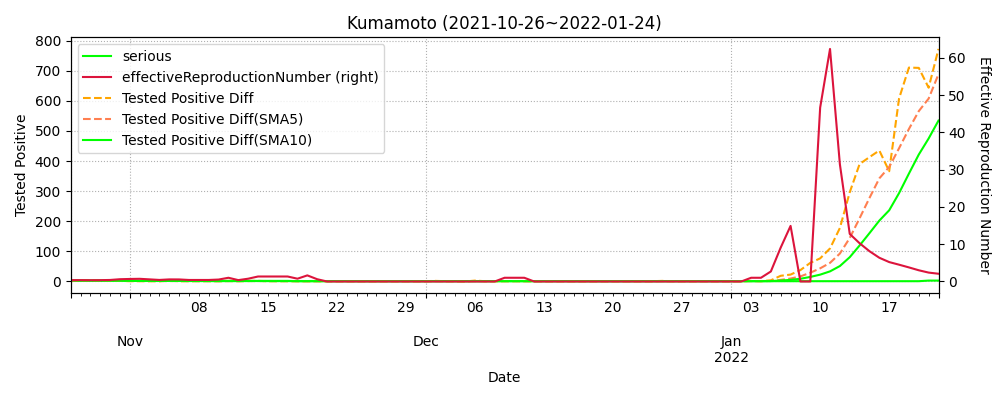 Kumamoto (2021-10-26~2022-01-24)
serious
effectiveReproductionNumber (right)
Tested Positive Diff
Tested Positive Diff(SMA5)
Tested Positive Diff(SMA10)
Tested Positive
800
700
600
500
400
300
200
100
0
60
50
40
30
20
10
0
Effective Reproduction Number
08 15 22 29 06 13 20 27 03 10 17
Nov Dec Jan
2022
Date